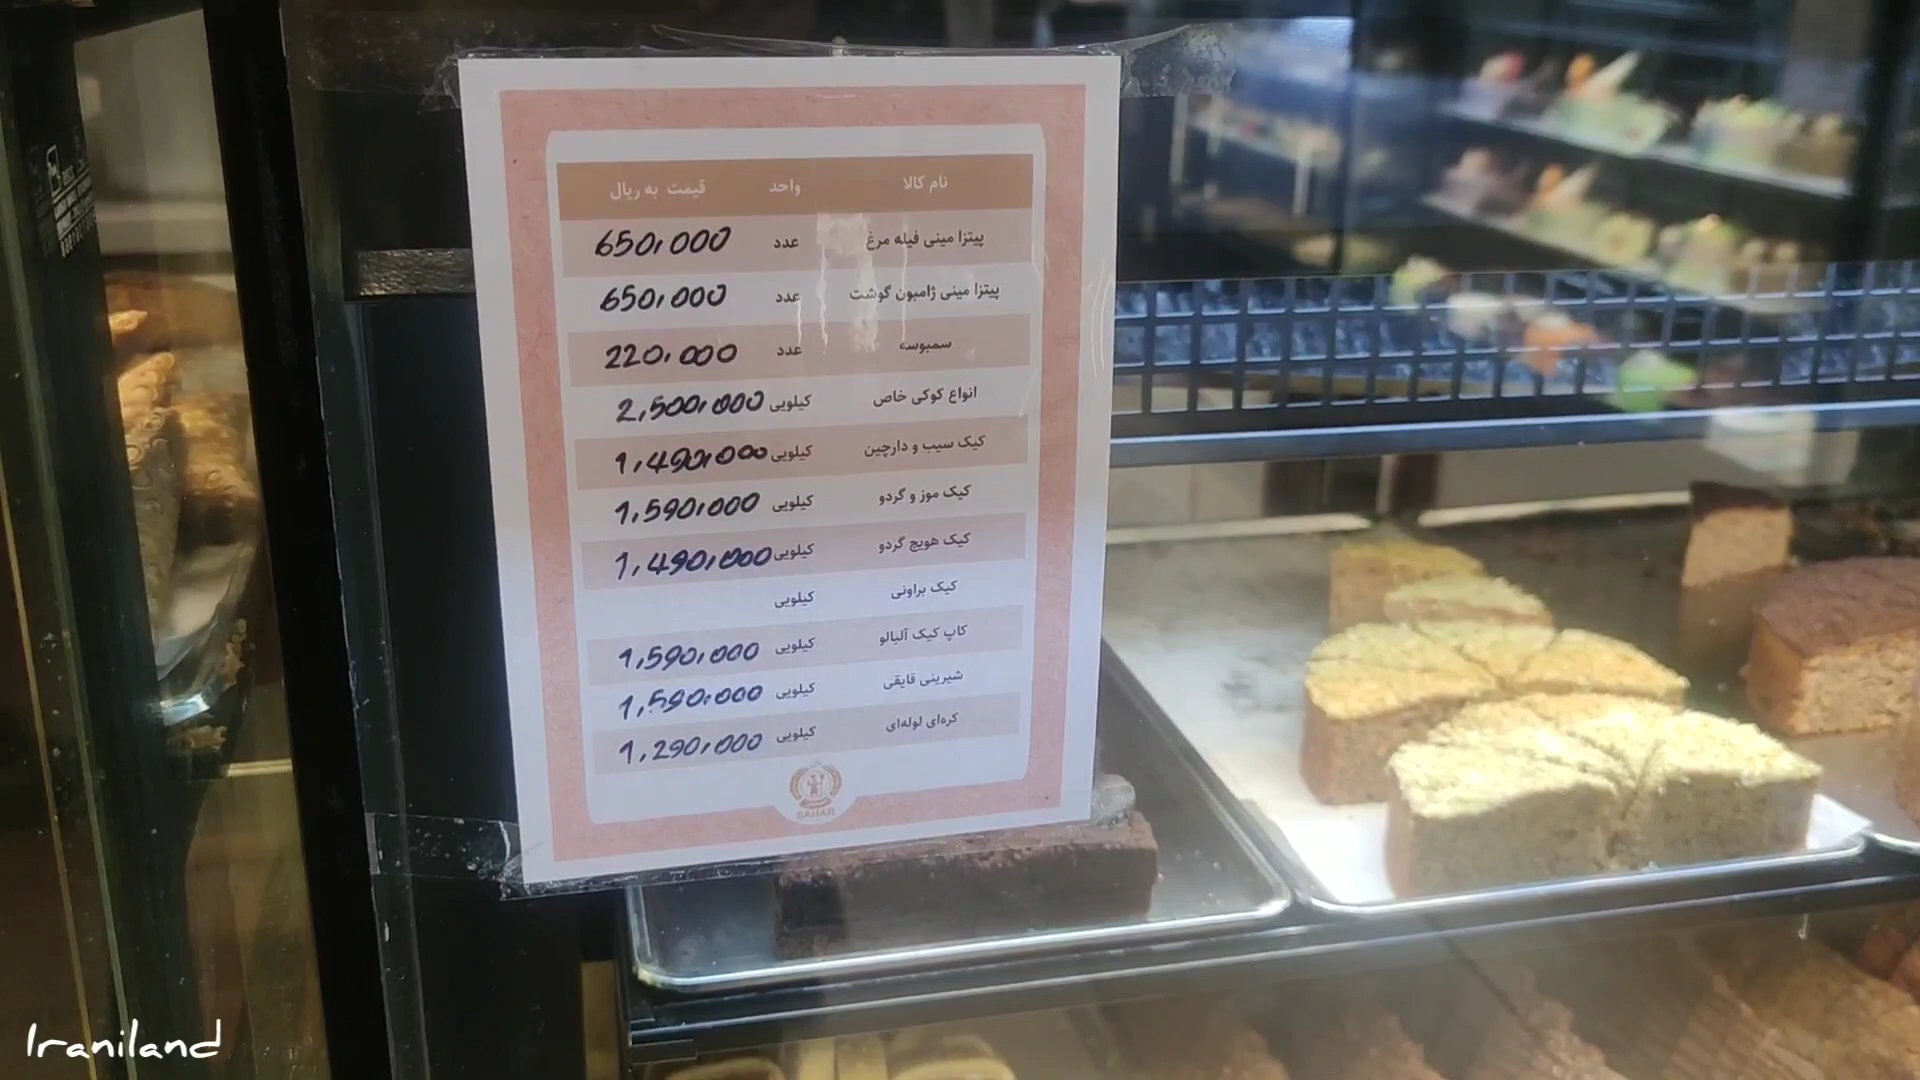 نام کالا واحد قیمت به ریال
پیتزا مینی فیله مرغ عدد 650,000
پیتزا مینی ژامبون گوشت عدد 650,000
سمبوسه عدد 220,000
انواع کوکی خاص کیلویی 2,500,000
کیک سیب و دارچین کیلویی 1,490,000
کیک موز و گردو کیلویی 1,590,000
کیک هویج گردو کیلویی 1,490,000
کیک براونی کیلویی
کاپ کیک آلبالو کیلویی 1,590,000
شیرینی قایقی کیلویی 1,590,000
کره‌ای لوله‌ای کیلویی 1,290,000
SAHAR
Iraniland